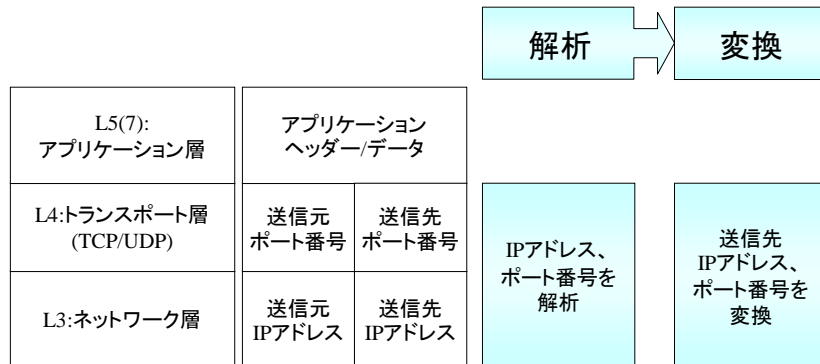 解析
変換
L5(7):
アプリケーション層
アプリケーション
ヘッダー/データ
L4:トランスポート層
(TCP/UDP)
送信元
ポート番号
送信先
ポート番号
L3:ネットワーク層
送信元
IPアドレス
送信先
IPアドレス
IPアドレス、
ポート番号を
解析
送信先
IPアドレス、
ポート番号を
変換